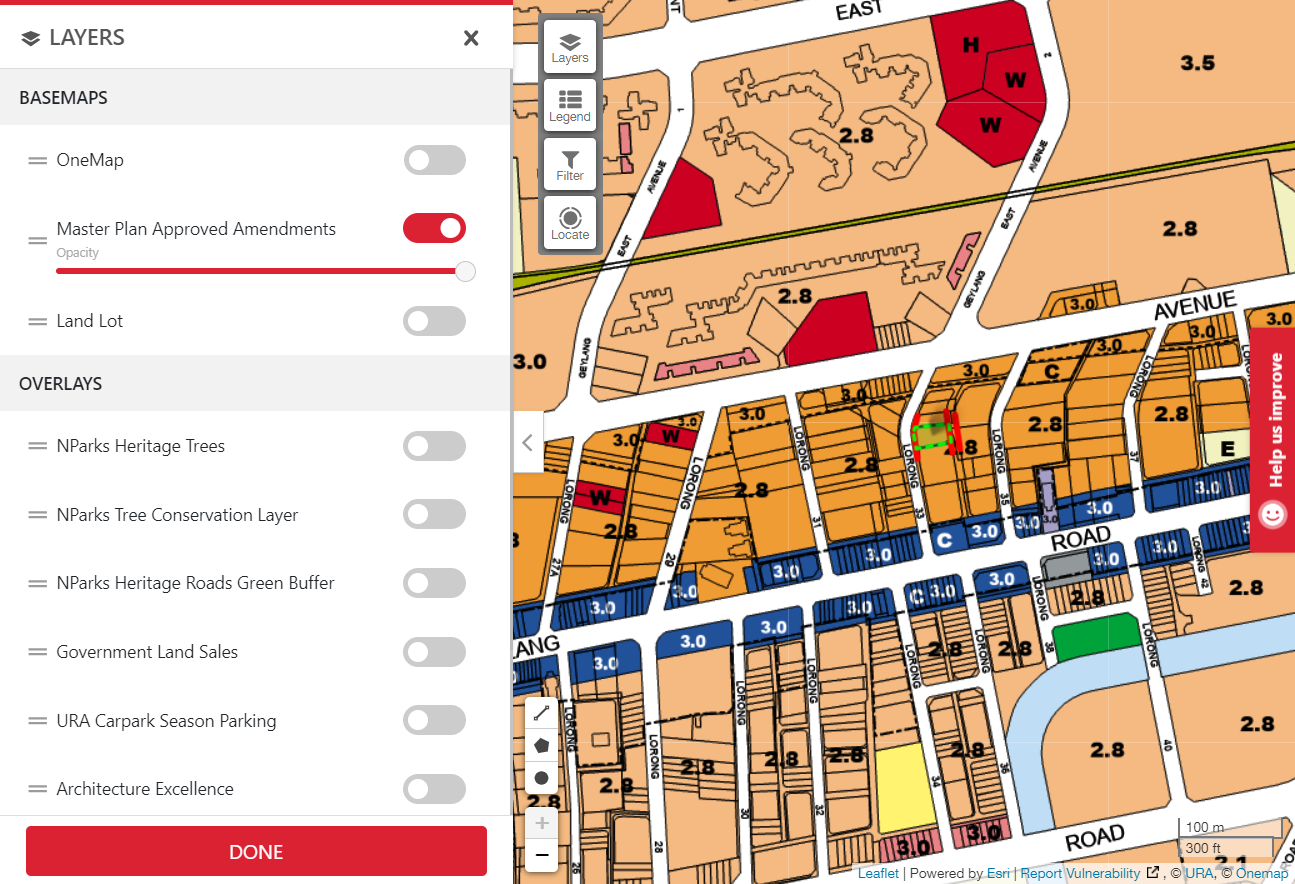 LAYERS
BASEMAPS
OneMap
Master Plan Approved Amendments
Opacity
Land Lot
OVERLAYS
NParks Heritage Trees
NParks Tree Conservation Layer
NParks Heritage Roads Green Buffer
Government Land Sales
URA Carpark Season Parking
Architecture Excellence
DONE
Layers
Legend
Filter
Locate
EAST
H
W
W
2
3.5
1
2.8
AVENUE
AVENUE
EAST
EAST
2.8
2.8
GEYLANG
GEYLANG
3.0
3.0
AVENUE
3.0
3.0
3.0
C
3.0
3.0
3.0
3.0
W
LORONG
LORONG
2.8
2.8
2.8
E
Help us improve
LORONG
LORONG
LORONG
LORONG
2.8
2.8
W
2.8
31
33
35
37
3.0
3.0
3.0
3.0
3.0
C
ROAD
27A
29
3.0
3.0
3.0
3.0
3.0
LORONG
42
2.8
3.0
3.0
C
3.0
3.0
LORONG
2.8
3.0
3.0
LANG
3.0
2.8
2.8
38
LORONG
LORONG
LORONG
LORONG
LORONG
LORONG
LORONG
2.8
2.8
2.8
2.8
2.8
2.8
2.8
2.8
40
34
36
32
30
28
26
3.0
3.0
ROAD
100 m
300 ft
2.1
+
−
Leaflet | Powered by Esri | Report Vulnerability , © URA, © Onemap